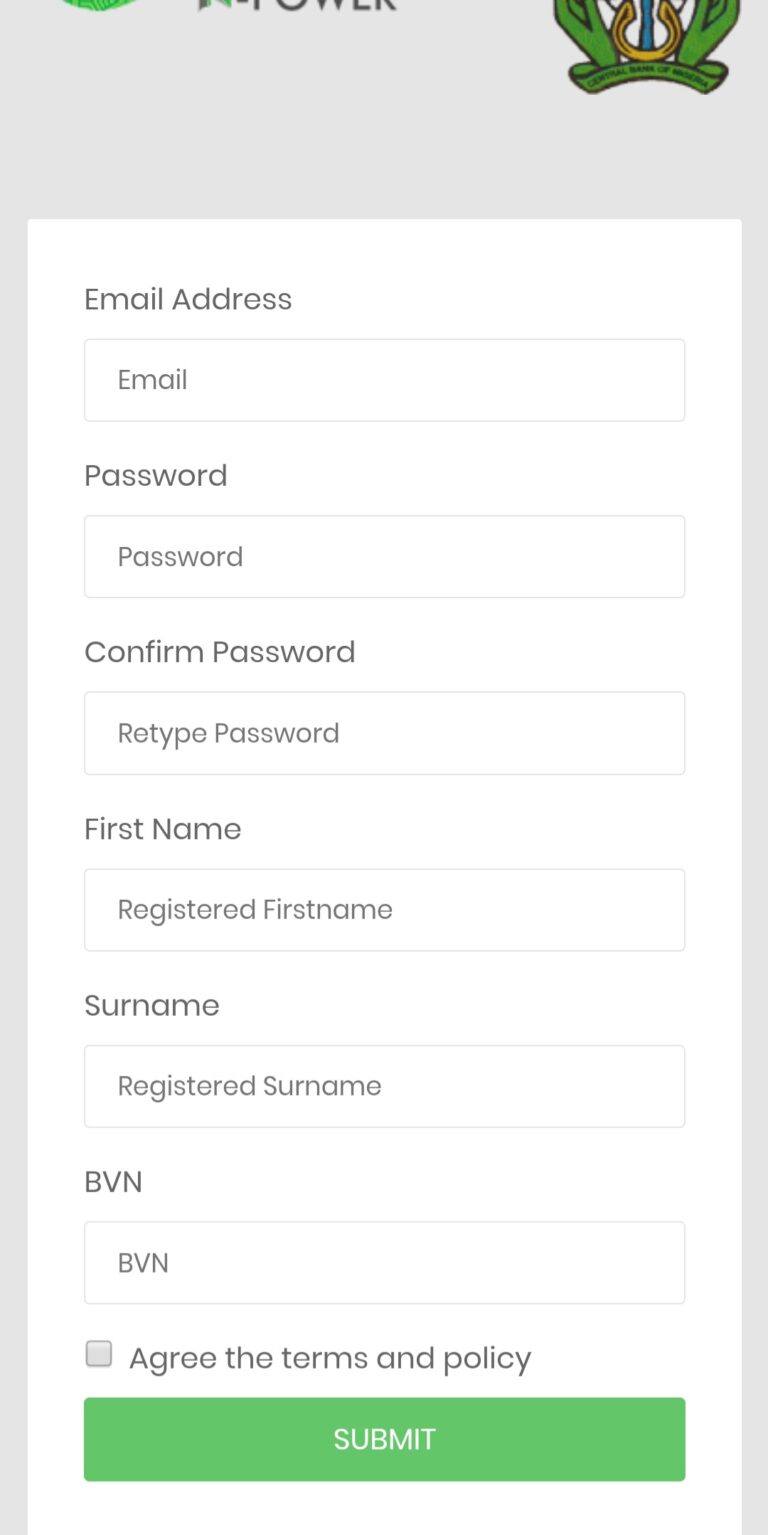 N-POWER
CENTRAL BANK OF NIGERIA
Email Address
Email
Password
Password
Confirm Password
Retype Password
First Name
Registered Firstname
Surname
Registered Surname
BVN
BVN
Agree the terms and policy
SUBMIT